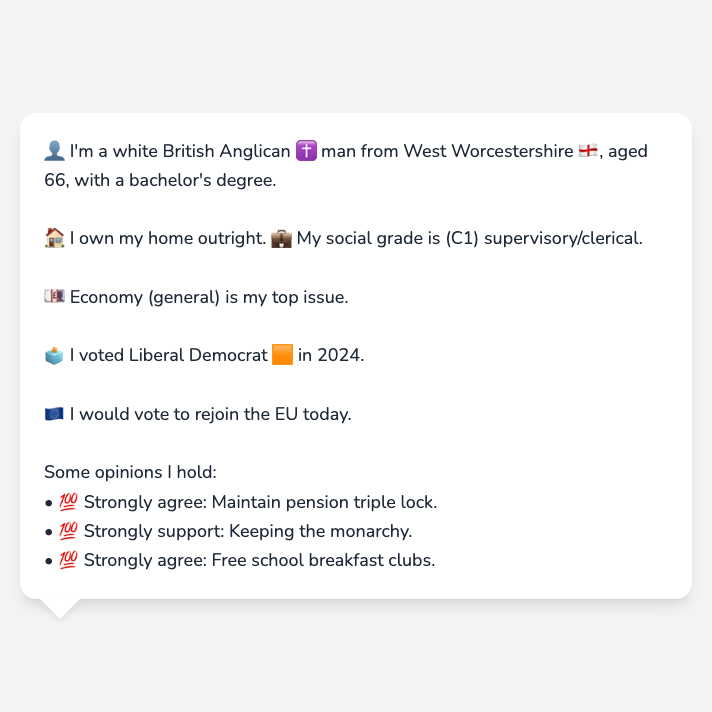 👤 I'm a white British Anglican ✝️ man from West Worcestershire 🏴󠁧󠁢󠁥󠁮󠁧󠁿, aged
66, with a bachelor's degree.
🏠 I own my home outright. 💼 My social grade is (C1) supervisory/clerical.
💷 Economy (general) is my top issue.
🗳️ I voted Liberal Democrat 🟧 in 2024.
🇪🇺 I would vote to rejoin the EU today.
Some opinions I hold:
• 💯 Strongly agree: Maintain pension triple lock.
• 💯 Strongly support: Keeping the monarchy.
• 💯 Strongly agree: Free school breakfast clubs.